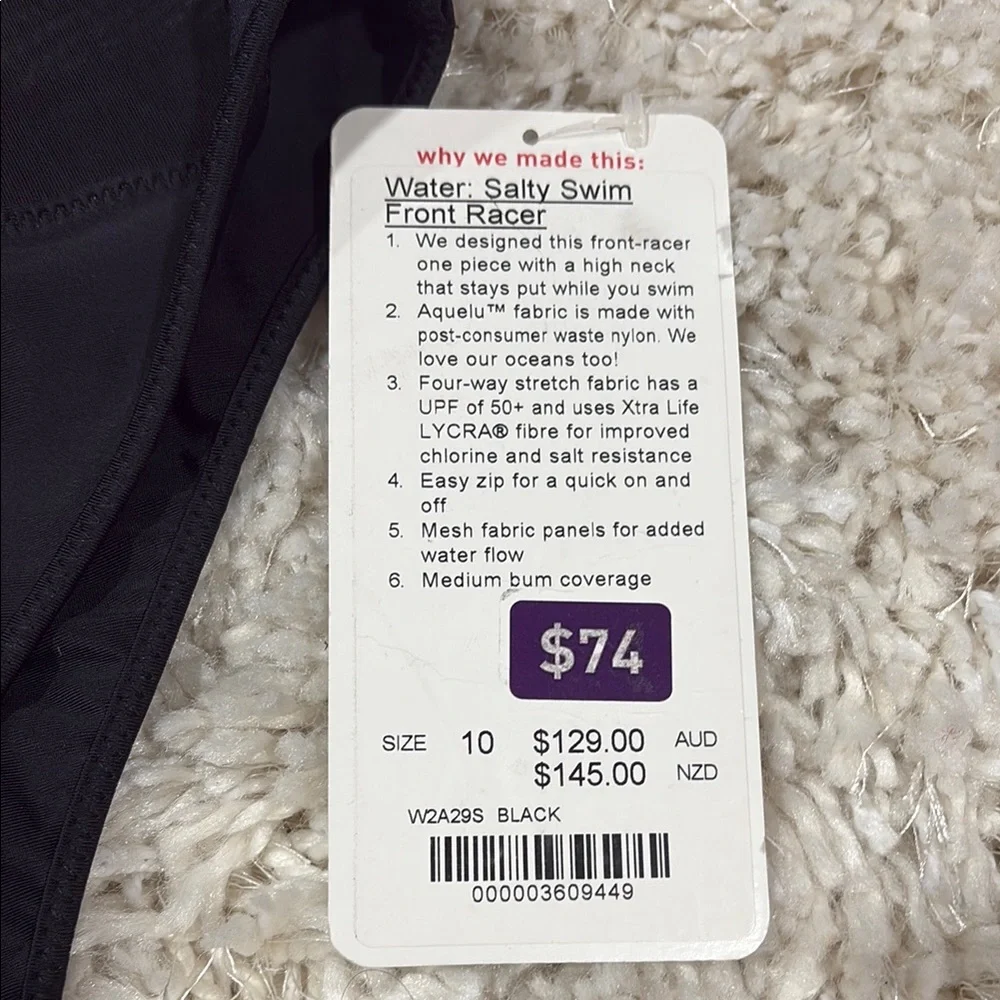 why we made this:
Water: Salty Swim
Front Racer
1. We designed this front-racer
one piece with a high neck
that stays put while you swim
2. Aquelu™ fabric is made with
post-consumer waste nylon. We
love our oceans too!
3. Four-way stretch fabric has a
UPF of 50+ and uses Xtra Life
LYCRA® fibre for improved
chlorine and salt resistance
4. Easy zip for a quick on and
off
5. Mesh fabric panels for added
water flow
6. Medium bum coverage
$74
SIZE 10 $129.00 AUD
$145.00 NZD
W2A29S BLACK
000003609449